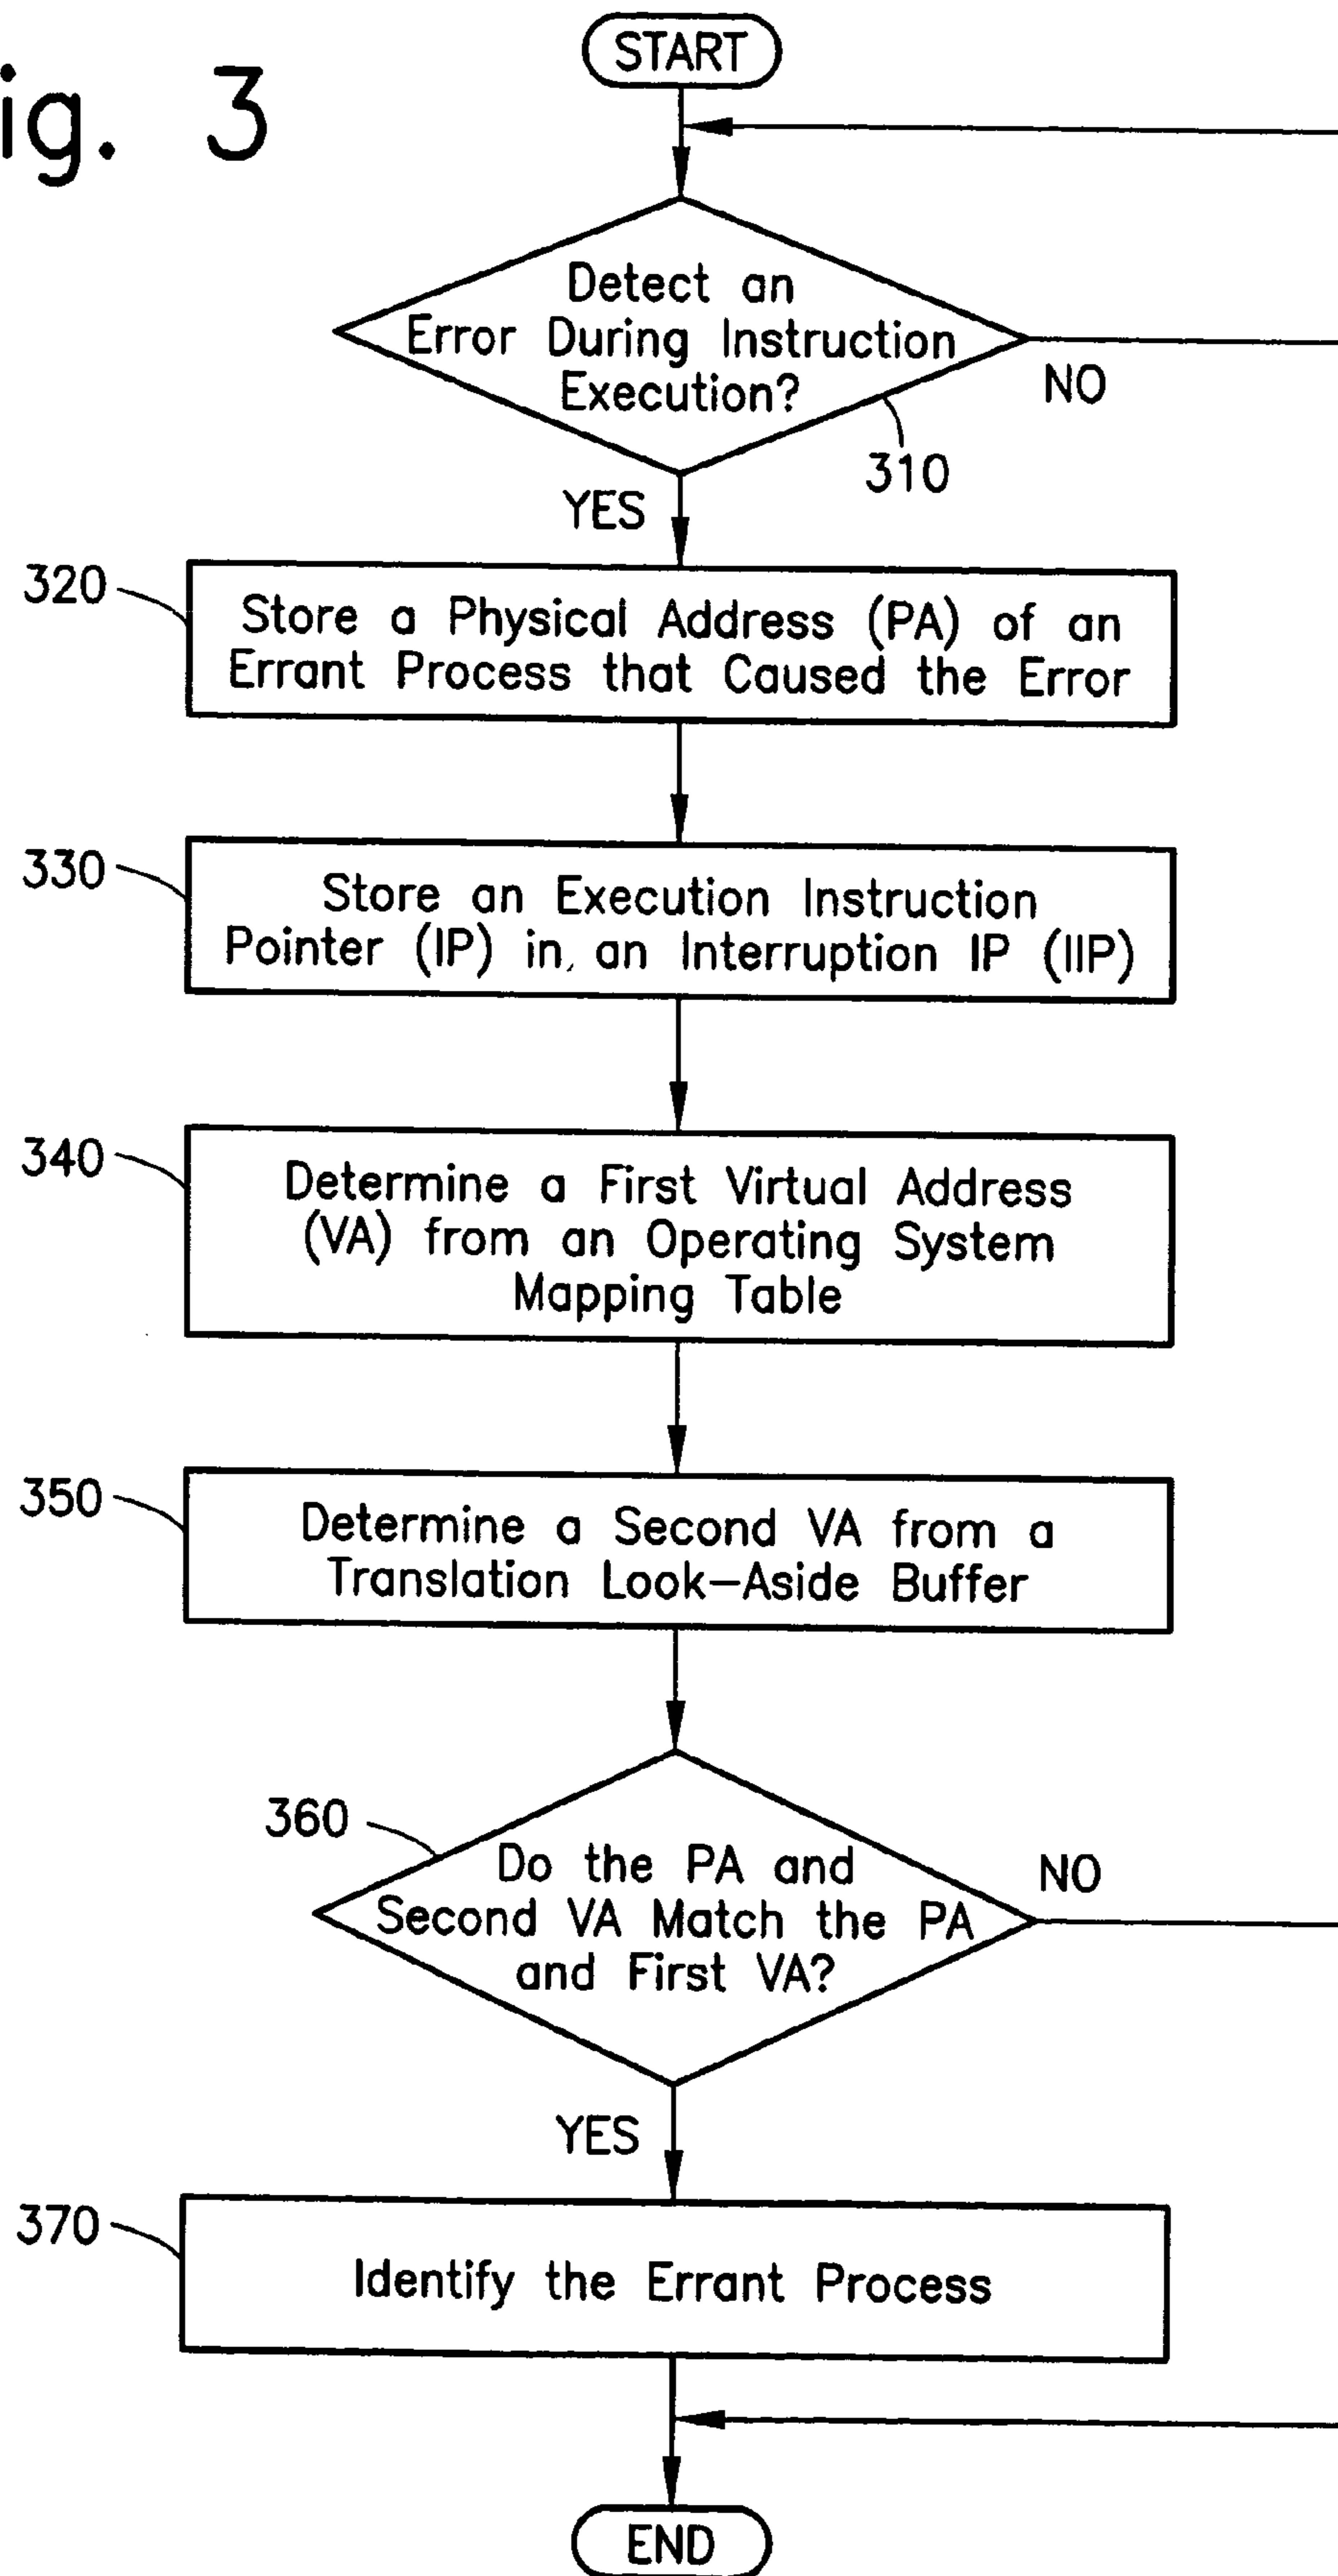 ig. 3
START
Detect an
Error During Instruction
Execution?
NO
310
YES
320
Store a Physical Address (PA) of an
Errant Process that Caused the Error
330
Store an Execution Instruction
Pointer (IP) in an Interruption IP (IIP)
340
Determine a First Virtual Address
(VA) from an Operating System
Mapping Table
350
Determine a Second VA from a
Translation Look-Aside Buffer
360
Do the PA and
Second VA Match the PA
and First VA?
NO
YES
370
Identify the Errant Process
END